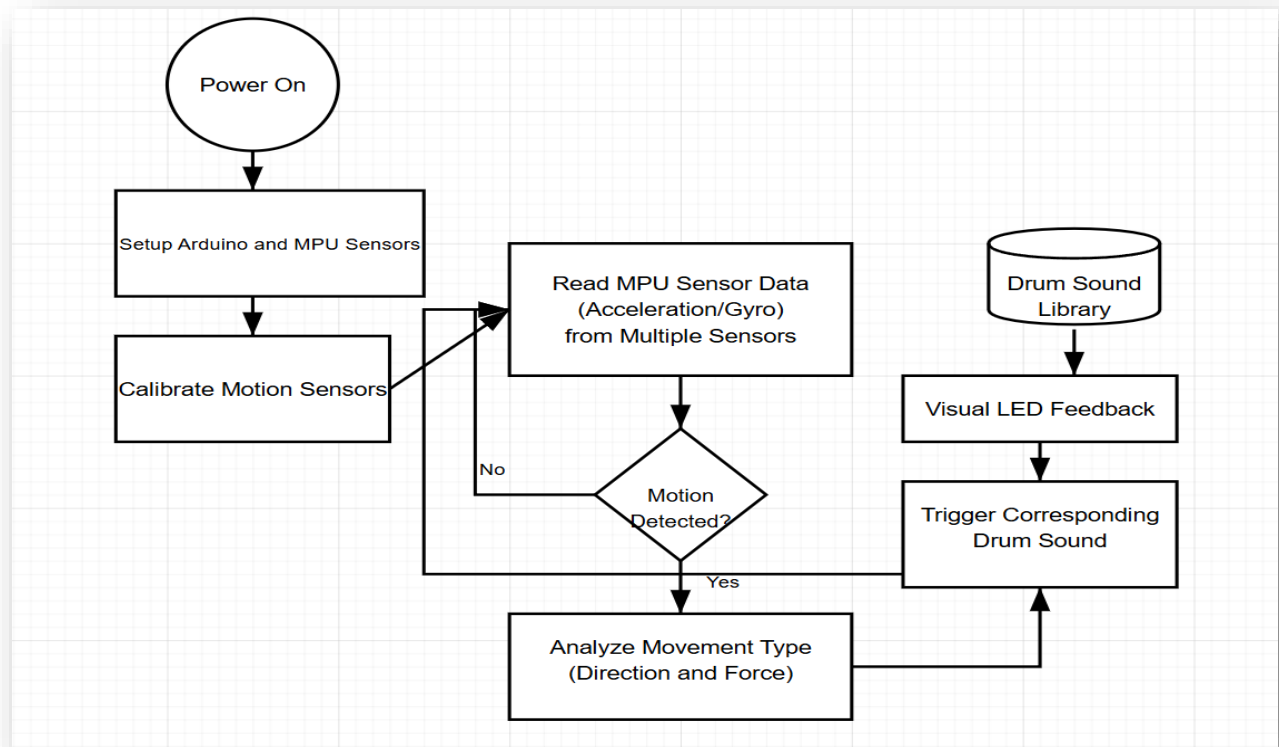 Power On
Setup Arduino and MPU Sensors
Calibrate Motion Sensors
Read MPU Sensor Data
(Acceleration/Gyro)
from Multiple Sensors
Motion
Detected?
No
Yes
Analyze Movement Type
(Direction and Force)
Drum Sound
Library
Visual LED Feedback
Trigger Corresponding
Drum Sound